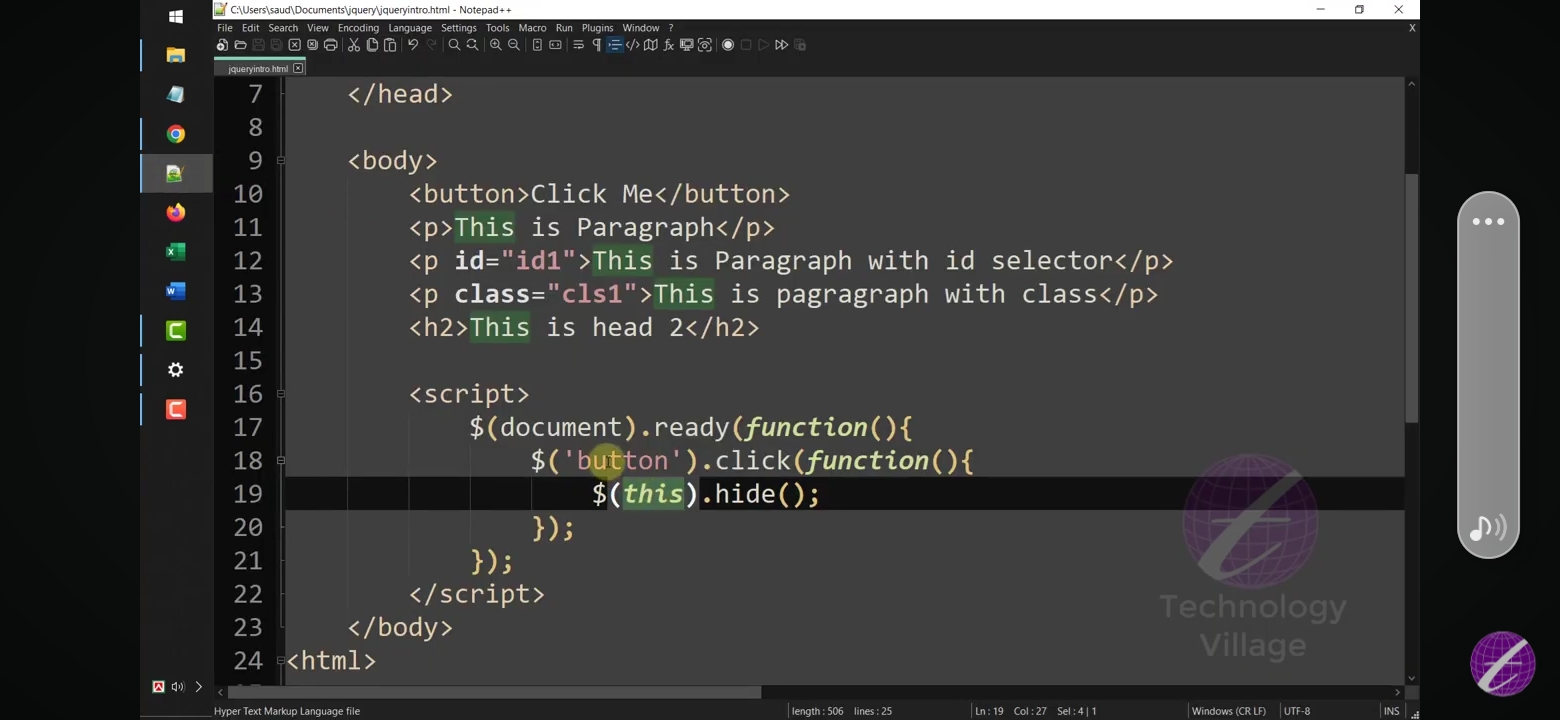 C:\Users\saud\Documents\jquery\jqueryintro.html - Notepad++
File Edit Search View Encoding Language Settings Tools Macro Run Plugins Window ? X
jqueryintro.html
7 </head>
8
9 <body>
10 <button>Click Me</button>
11 <p>This is Paragraph</p>
12 <p id="id1">This is Paragraph with id selector</p>
13 <p class="cls1">This is pagragraph with class</p>
14 <h2>This is head 2</h2>
15
16 <script>
17 $(document).ready(function(){
18 $('button').click(function(){
19 $(this).hide();
20 });
21 });
22 </script>
23 </body>
24 <html>
Technology
Village
Hyper Text Markup Language file length : 506 lines : 25 Ln : 19 Col : 27 Sel : 4 | 1 Windows (CR LF) UTF-8 INS